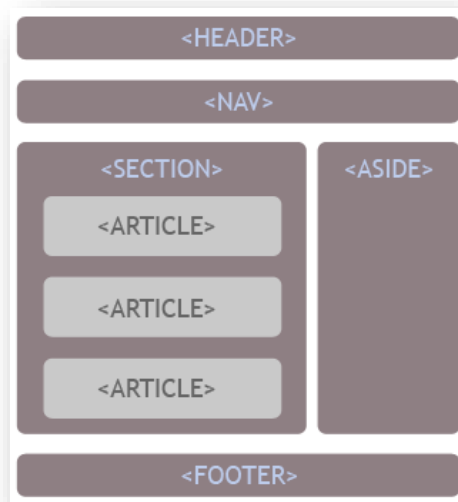 <HEADER>
<NAV>
<SECTION>
<ASIDE>
<ARTICLE>
<ARTICLE>
<ARTICLE>
<FOOTER>